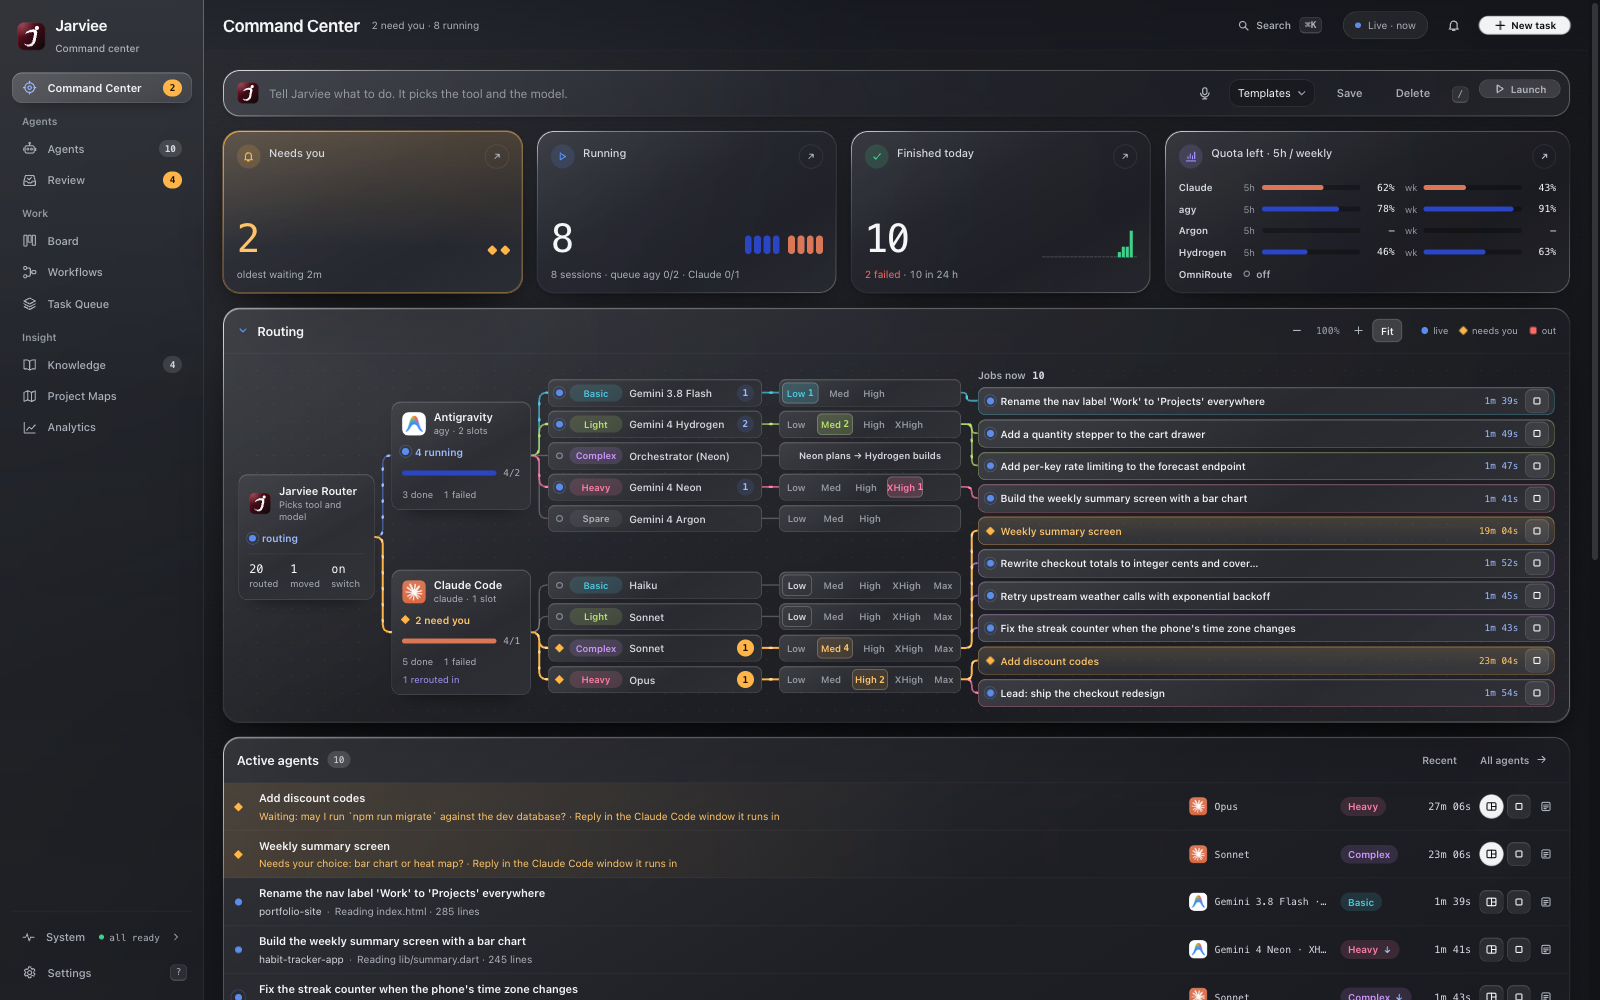 Jarviee
Command center
Command Center 2
Agents
Agents 10
Review 4
Work
Board
Workflows
Task Queue
Insight
Knowledge 4
Project Maps
Analytics
System all ready
Settings ?
Command Center 2 need you · 8 running
Search ⌘K
Live · now
New task
Tell Jarviee what to do. It picks the tool and the model.
Templates
Save
Delete
/
Launch
Needs you
2
oldest waiting 2m
Running
8
8 sessions · queue agy 0/2 · Claude 0/1
Finished today
10
2 failed · 10 in 24 h
Quota left · 5h / weekly
Claude 5h 62% wk 43%
agy 78% 91%
Argon 5h – wk –
Hydrogen 5h 46% wk 63%
OmniRoute off
Routing
− 100% + Fit
live needs you out
Jarviee Router
Picks tool and
model
routing
20 1 on
routed moved switch
Antigravity
agy · 2 slots
4 running
4/2
3 done 1 failed
Claude Code
claude · 1 slot
2 need you
4/1
5 done 1 failed
1 rerouted in
Basic Gemini 3.8 Flash 1
Low 1 Med High
Light Gemini 4 Hydrogen 2
Low Med 2 High XHigh
Complex Orchestrator (Neon)
Neon plans → Hydrogen builds
Heavy Gemini 4 Neon 1
Low Med High XHigh 1
Spare Gemini 4 Argon
Low Med High
Basic Haiku
Low Med High XHigh Max
Light Sonnet
Low Med High XHigh Max
Complex Sonnet 1
Low Med 4 High XHigh Max
Heavy Opus 1
Low Med High 2 XHigh Max
Jobs now 10
Rename the nav label 'Work' to 'Projects' everywhere 1m 39s
Add a quantity stepper to the cart drawer 1m 49s
Add per-key rate limiting to the forecast endpoint 1m 47s
Build the weekly summary screen with a bar chart 1m 41s
Weekly summary screen 19m 04s
Rewrite checkout totals to integer cents and cover... 1m 52s
Retry upstream weather calls with exponential backoff 1m 45s
Fix the streak counter when the phone's time zone changes 1m 43s
Add discount codes 23m 04s
Lead: ship the checkout redesign 1m 54s
Active agents 10
Recent All agents →
Add discount codes
Waiting: may I run `npm run migrate` against the dev database? · Reply in the Claude Code window it runs in
Opus Heavy 27m 06s
Weekly summary screen
Needs your choice: bar chart or heat map? · Reply in the Claude Code window it runs in
Sonnet Complex 23m 06s
Rename the nav label 'Work' to 'Projects' everywhere
portfolio-site · Reading index.html · 285 lines
Gemini 3.8 Flash ·… Basic 1m 39s
Build the weekly summary screen with a bar chart
habit-tracker-app · Reading lib/summary.dart · 245 lines
Gemini 4 Neon · XH… Heavy ↓ 1m 41s
Fix the streak counter when the phone's time zone changes
Sonnet Complex ↓ 1m 43s